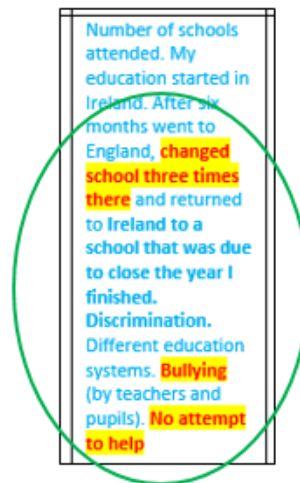 Number of schools
attended. My
education started in
Ireland. After six
months went to
England, changed
school three times
there and returned
to Ireland to a
school that was due
to close the year I
finished.
Discrimination.
Different education
systems. Bullying
(by teachers and
pupils). No attempt
to help